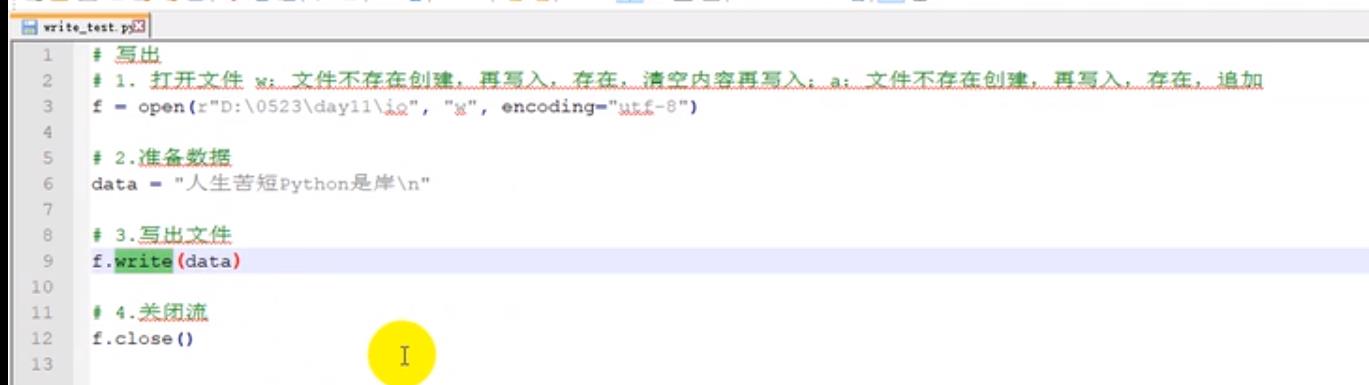 write_test.py
1 # 写出
2 # 1. 打开文件 w: 文件不存在创建, 再写入, 存在, 清空内容再写入; a: 文件不存在创建, 再写入, 存在, 追加
3 f = open(r"D:\0523\day11\io", "w", encoding="utf-8")
4
5 # 2.准备数据
6 data = "人生苦短Python是岸\n"
7
8 # 3.写出文件
9 f.write(data)
10
11 # 4.关闭流
12 f.close()
13